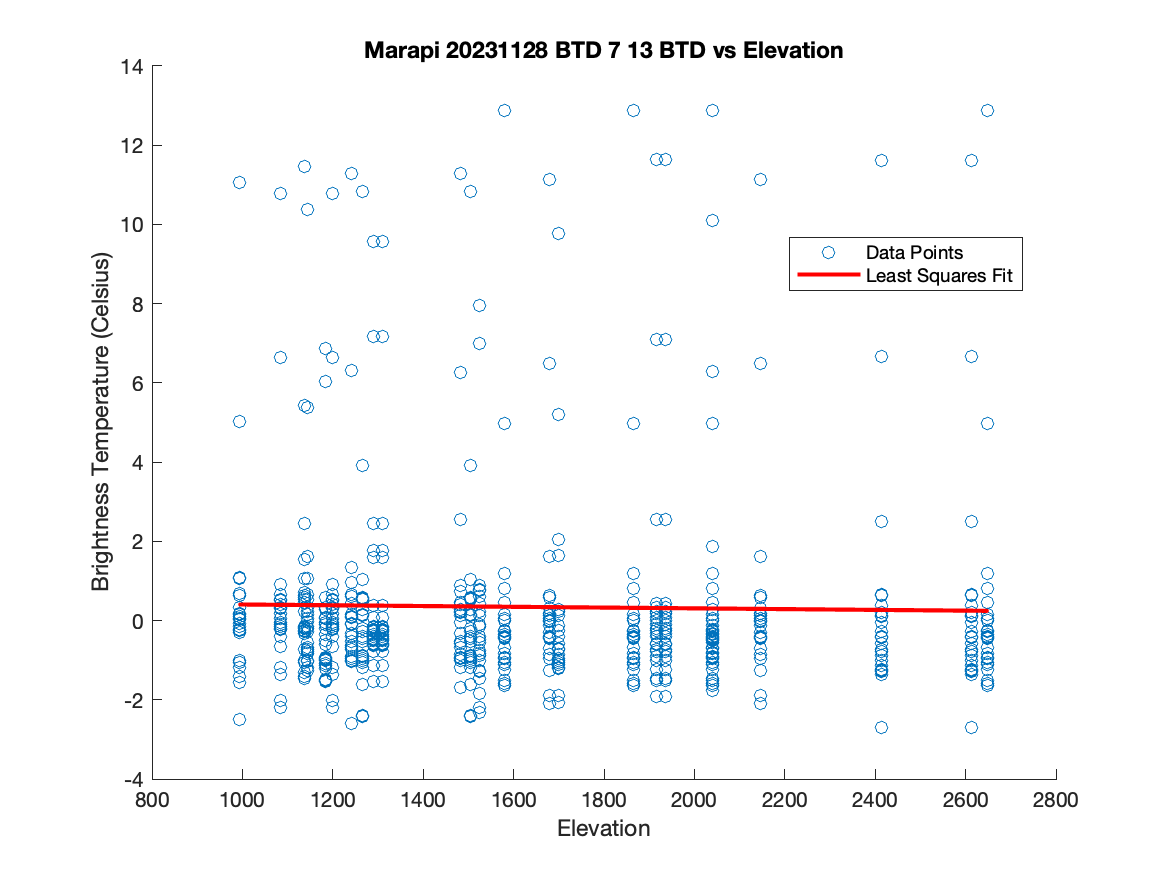 Marapi 20231128 BTD 7 13 BTD vs Elevation
14
12
10
8
6
4
2
0
-2
-4
Brightness Temperature (Celsius)
Data Points
Least Squares Fit
800 1000 1200 1400 1600 1800 2000 2200 2400 2600 2800
Elevation